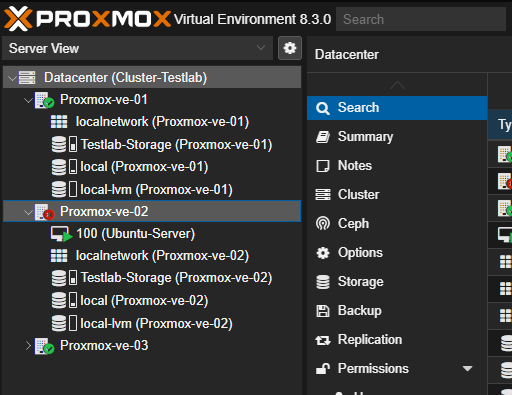 PROXMOX Virtual Environment 8.3.0 Search
Server View
Datacenter (Cluster-Testlab)
Proxmox-ve-01
localnetwork (Proxmox-ve-01)
Testlab-Storage (Proxmox-ve-01)
local (Proxmox-ve-01)
local-lvm (Proxmox-ve-01)
Proxmox-ve-02
100 (Ubuntu-Server)
localnetwork (Proxmox-ve-02)
Testlab-Storage (Proxmox-ve-02)
local (Proxmox-ve-02)
local-lvm (Proxmox-ve-02)
Proxmox-ve-03
Datacenter
Search
Summary
Notes
Cluster
Ceph
Options
Storage
Backup
Replication
Permissions
Ty